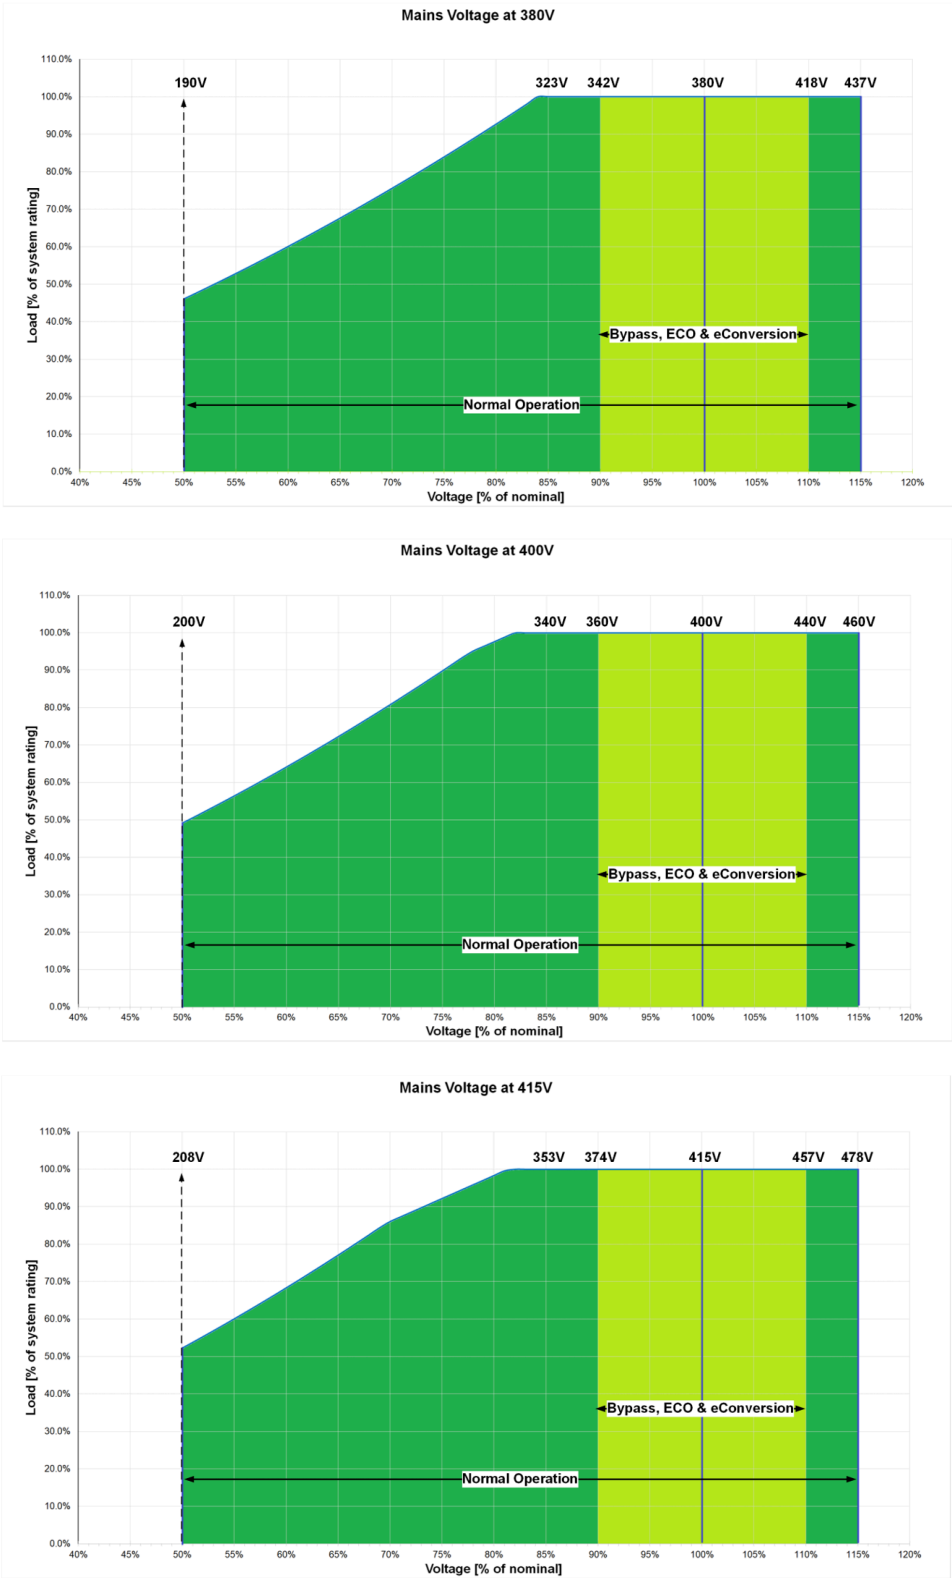 Mains Voltage at 380V
110.0%
190V 323V 342V 380V 418V 437V
100.0%
90.0%
80.0%
70.0%
60.0%
50.0%
40.0%
Bypass, ECO & eConversion
30.0%
20.0%
Normal Operation
10.0%
0.0%
Load [% of system rating]
40% 45% 50% 55% 60% 65% 70% 75% 80% 85% 90% 95% 100% 105% 110% 115% 120%
Voltage [% of nominal]
Mains Voltage at 400V
110.0%
200V 340V 360V 400V 440V 460V
100.0%
90.0%
80.0%
70.0%
60.0%
50.0%
40.0%
Bypass, ECO & eConversion
30.0%
20.0%
Normal Operation
10.0%
0.0%
Load [% of system rating]
40% 45% 50% 55% 60% 65% 70% 75% 80% 85% 90% 95% 100% 105% 110% 115% 120%
Voltage [% of nominal]
Mains Voltage at 415V
110.0%
208V 353V 374V 415V 457V 478V
100.0%
90.0%
80.0%
70.0%
60.0%
50.0%
40.0%
Bypass, ECO & eConversion
30.0%
20.0%
Normal Operation
10.0%
0.0%
Load [% of system rating]
40% 45% 50% 55% 60% 65% 70% 75% 80% 85% 90% 95% 100% 105% 110% 115% 120%
Voltage [% of nominal]